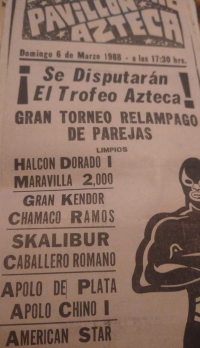 PAVILLON
AZTECA
Domingo 6 de Marzo 1988 - a las 17:30 hrs.
¡ Se Disputarán
El Trofeo Azteca !
GRAN TORNEO RELAMPAGO
DE PAREJAS
LIMPIOS
HALCON DORADO I
MARAVILLA 2,000
GRAN KENDOR
CHAMACO RAMOS
SKALIBUR
CABALLERO ROMANO
APOLO DE PLATA
APOLO CHINO I
AMERICAN STAR